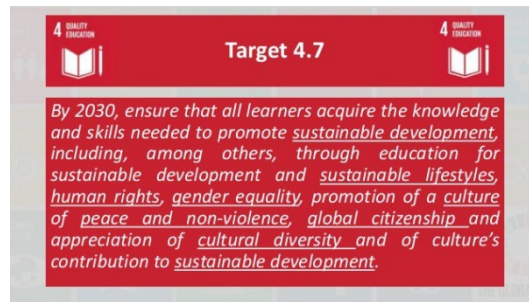 4 QUALITY
EDUCATION
Target 4.7
4 QUALITY
EDUCATION
By 2030, ensure that all learners acquire the knowledge
and skills needed to promote sustainable development,
including, among others, through education for
sustainable development and sustainable lifestyles,
human rights, gender equality, promotion of a culture
of peace and non-violence, global citizenship and
appreciation of cultural diversity and of culture's
contribution to sustainable development.